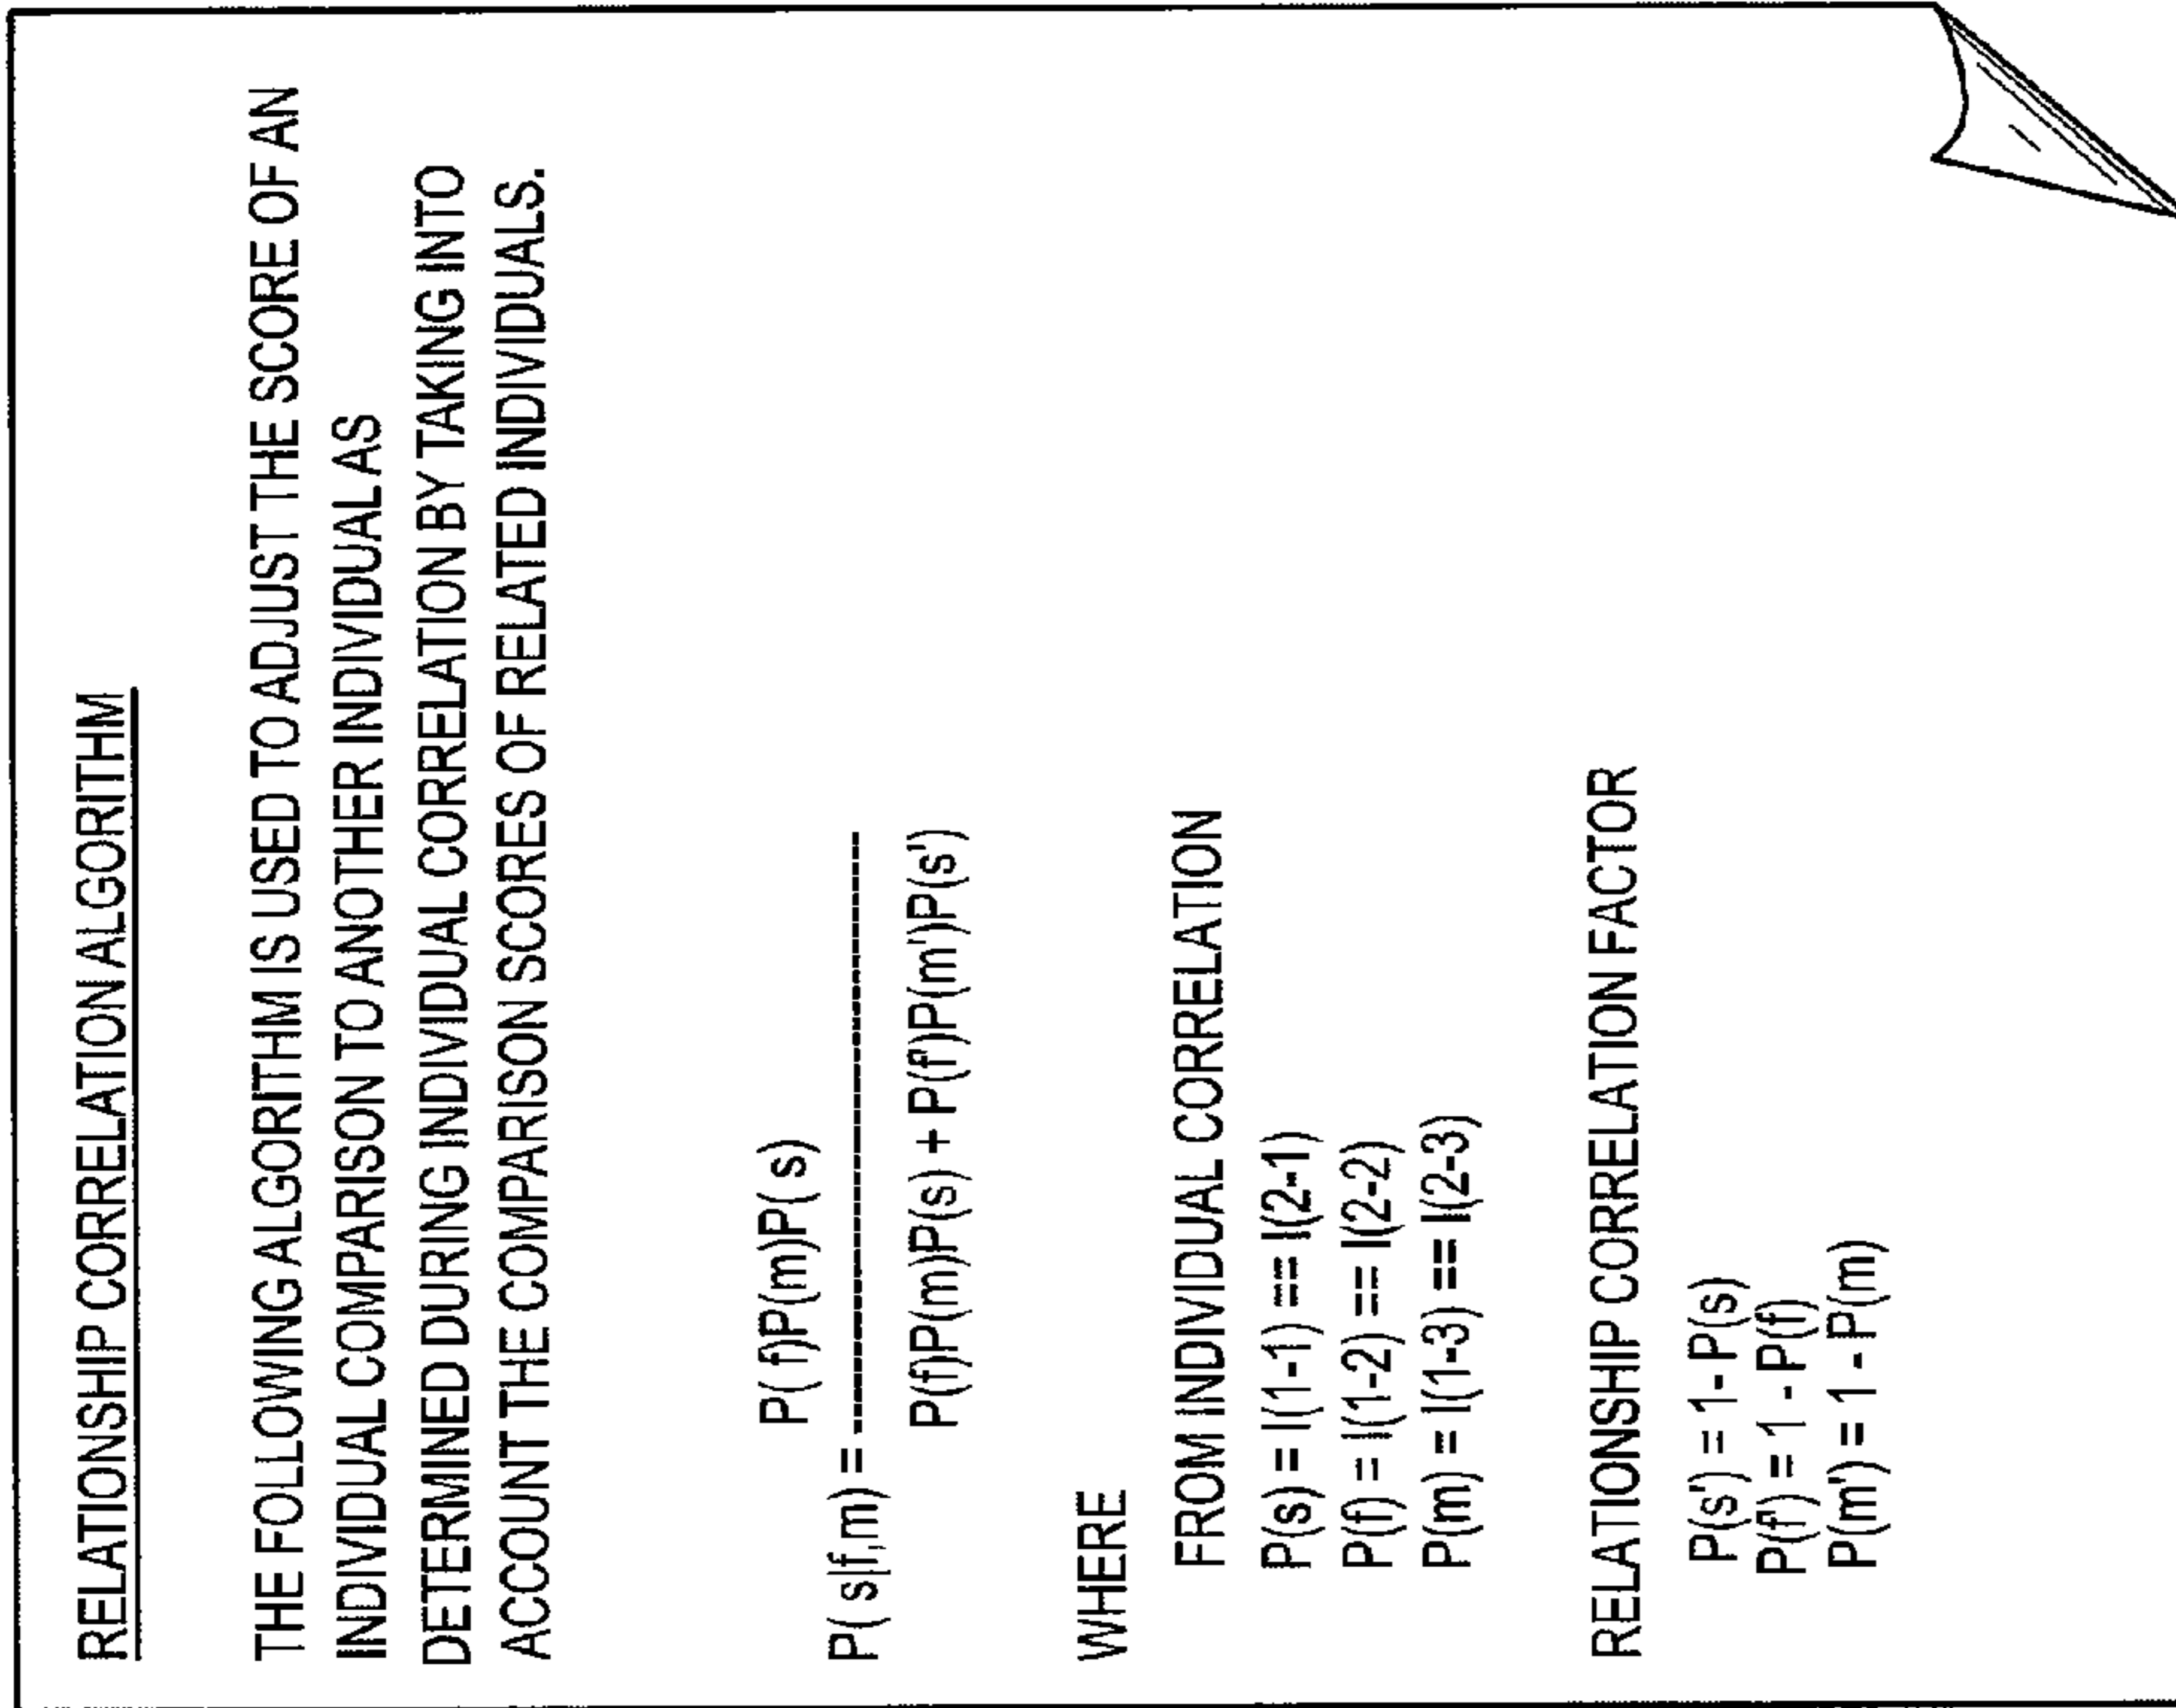 RELATIONSHIP CORRELATION ALGORITHM
THE FOLLOWING ALGORITHM IS USED TO ADJUST THE SCORE OF AN
INDIVIDUAL COMPARISON TO ANOTHER INDIVIDUAL AS
DETERMINED DURING INDIVIDUAL CORRELATION BY TAKING INTO
ACCOUNT THE COMPARISON SCORES OF RELATED INDIVIDUALS.
P( f)P(m)P( s)
P( s|f,m) = ----------------------------------------
P(f)P(m)P(s) + P(f')P(m')P(s')
WHERE
FROM INDIVIDUAL CORRELATION
P(s) = I(1-1) == I(2-1)
P(f) = I(1-2) == I(2-2)
P(m) = I(1-3) == I(2-3)
RELATIONSHIP CORRELATION FACTOR
P(s') = 1- P(s)
P(f') = 1 - P(f)
P(m') = 1 - P(m)